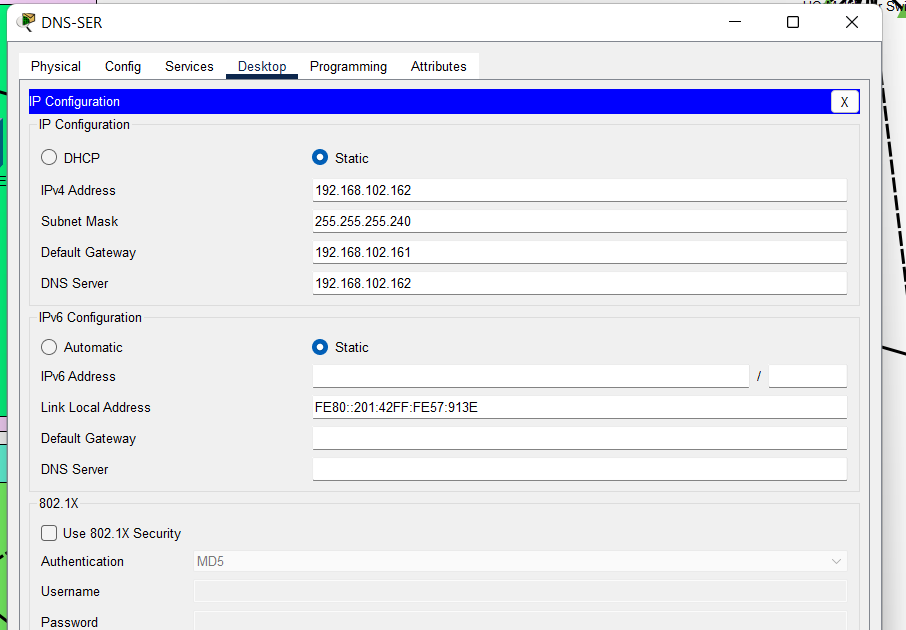 DNS-SER
Physical Config Services Desktop Programming Attributes
IP Configuration X
IP Configuration
DHCP Static
IPv4 Address 192.168.102.162
Subnet Mask 255.255.255.240
Default Gateway 192.168.102.161
DNS Server 192.168.102.162
IPv6 Configuration
Automatic Static
IPv6 Address /
Link Local Address FE80::201:42FF:FE57:913E
Default Gateway
DNS Server
802.1X
Use 802.1X Security
Authentication MD5
Username
Password